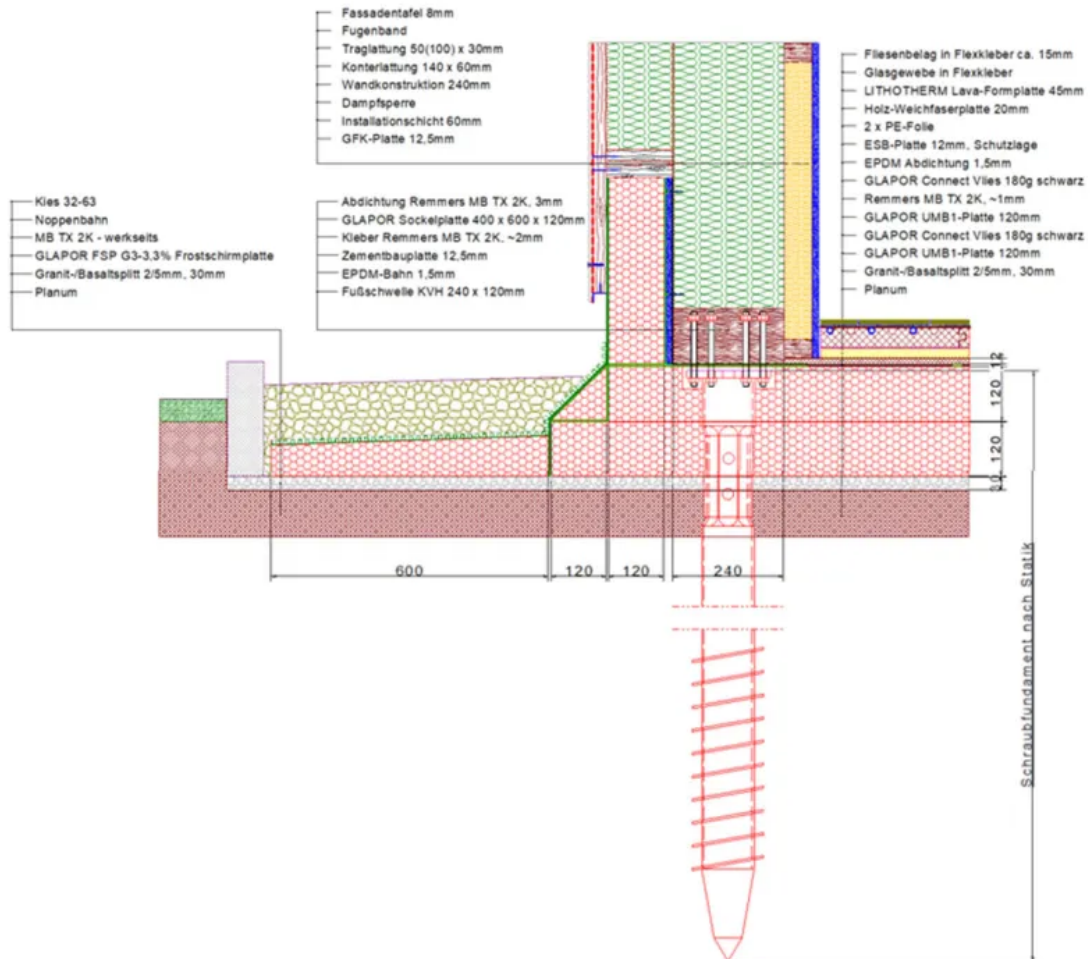 Fassadentafel 8mm
Fugenband
Traglattung 50(100) x 30mm
Konterlattung 140 x 60mm
Wandkonstruktion 240mm
Dampfsperre
Installationschicht 60mm
GFK-Platte 12,5mm
Fliesenbelag in Flexkleber ca. 15mm
Glasgewebe in Flexkleber
LITHOTHERM Lava-Formplatte 45mm
Holz-Weichfaserplatte 20mm
2 x PE-Folie
ESB-Platte 12mm, Schutzlage
EPDM Abdichtung 1,5mm
GLAPOR Connect Vlies 180g schwarz
Remmers MB TX 2K, ~1mm
GLAPOR UMB1-Platte 120mm
GLAPOR Connect Vlies 180g schwarz
GLAPOR UMB1-Platte 120mm
Granit-/Basaltsplitt 2/5mm, 30mm
Planum
Kies 32-63
Noppenbahn
MB TX 2K - werkseits
GLAPOR FSP G3-3,3% Frostschirmplatte
Granit-/Basaltsplitt 2/5mm, 30mm
Planum
Abdichtung Remmers MB TX 2K, 3mm
GLAPOR Sockelplatte 400 x 600 x 120mm
Kleber Remmers MB TX 2K, ~2mm
Zementbauplatte 12,5mm
EPDM-Bahn 1,5mm
Fußschwelle KVH 240 x 120mm
12
120
120
30
600
120
120
240
Schraubfundament nach Statik